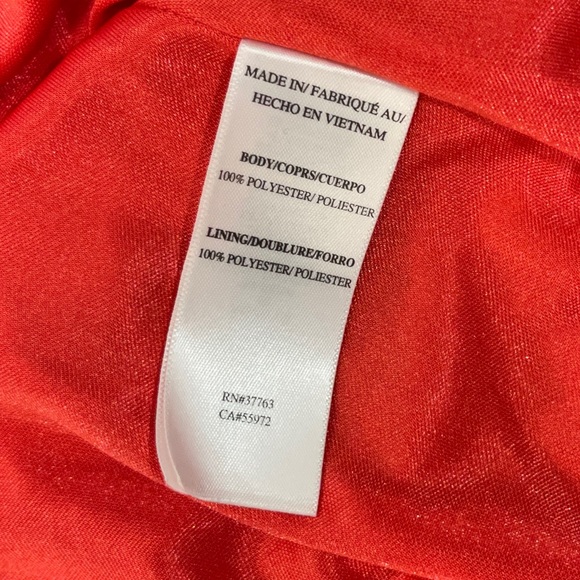 MADE IN/ FABRIQUÉ AU/
HECHO EN VIETNAM
BODY/COPRS/CUERPO
100% POLYESTER/ POLIESTER
LINING/DOUBLURE/FORRO
100% POLYESTER/ POLIESTER
RN#37763
CA#55972